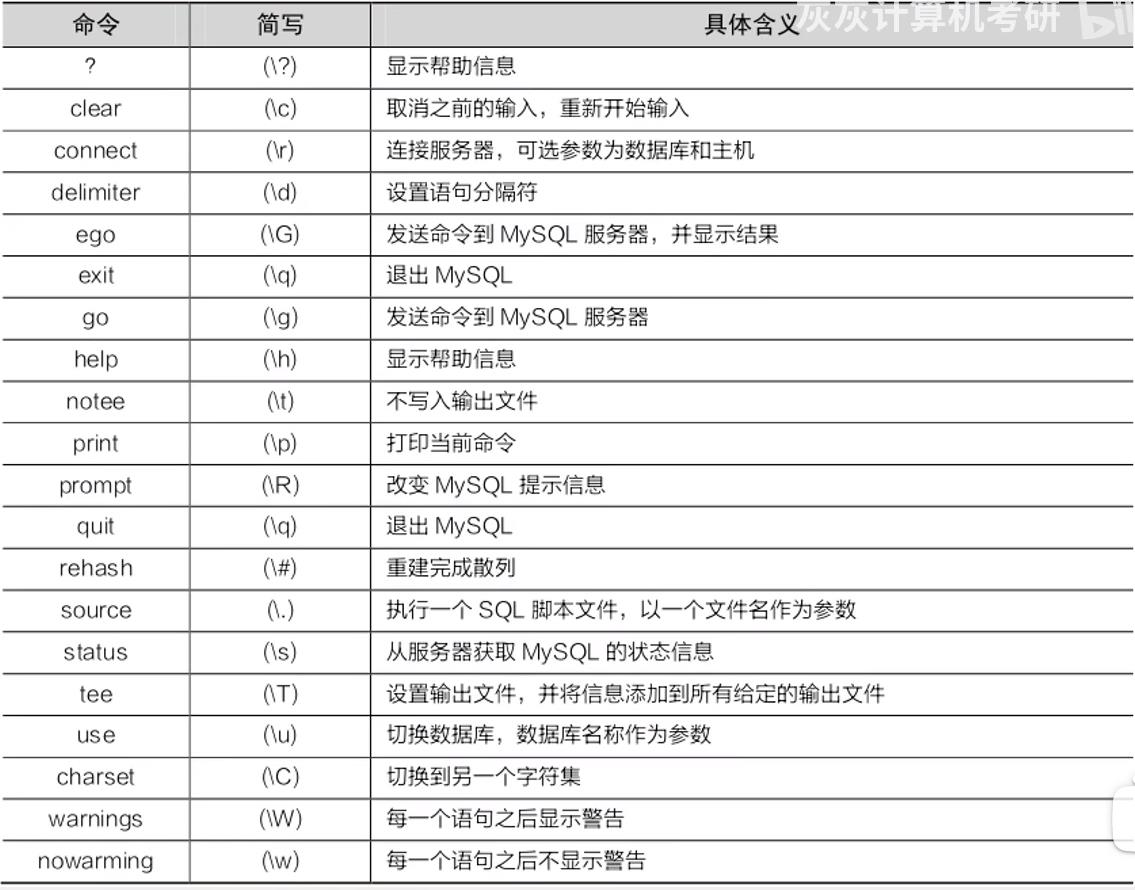 灰灰计算机考研
命令 简写 具体含义
? (\?) 显示帮助信息
clear (\c) 取消之前的输入，重新开始输入
connect (\r) 连接服务器，可选参数为数据库和主机
delimiter (\d) 设置语句分隔符
ego (\G) 发送命令到 MySQL 服务器，并显示结果
exit (\q) 退出 MySQL
go (\g) 发送命令到 MySQL 服务器
help (\h) 显示帮助信息
notee (\t) 不写入输出文件
print (\p) 打印当前命令
prompt (\R) 改变 MySQL 提示信息
quit (\q) 退出 MySQL
rehash (\#) 重建完成散列
source (\.) 执行一个 SQL 脚本文件，以一个文件名作为参数
status (\s) 从服务器获取 MySQL 的状态信息
tee (\T) 设置输出文件，并将信息添加到所有给定的输出文件
use (\u) 切换数据库，数据库名称作为参数
charset (\C) 切换到另一个字符集
warnings (\W) 每一个语句之后显示警告
nowarming (\w) 每一个语句之后不显示警告